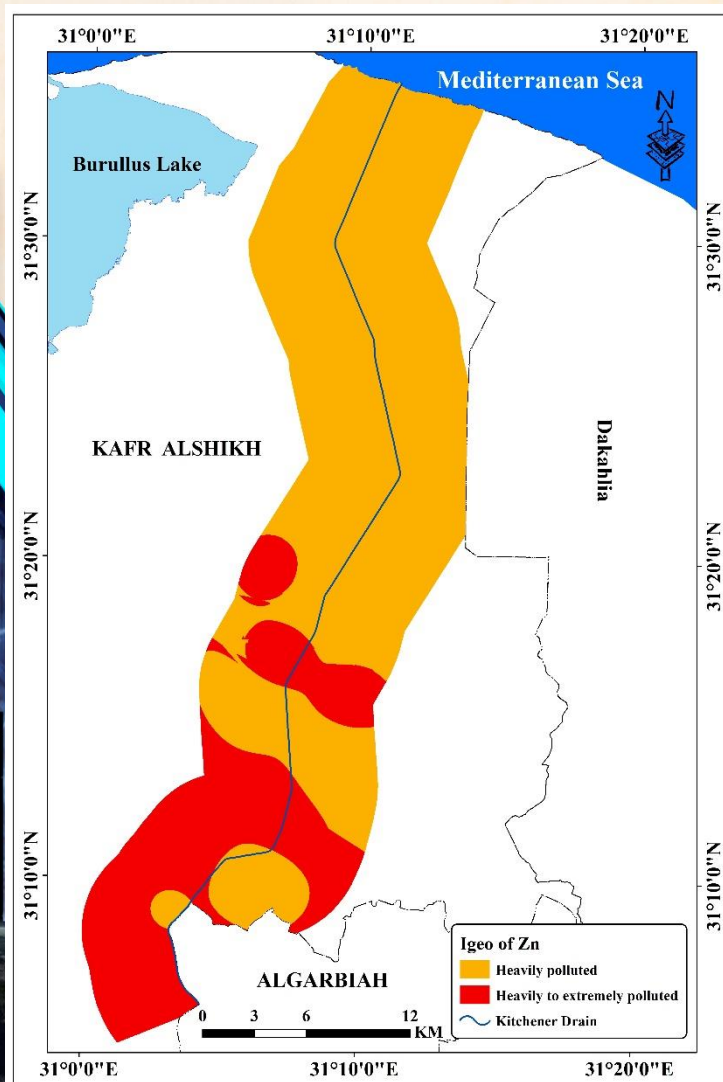 31°0'0"E
31°10'0"E
31°20'0"E
Mediterranean Sea
N
Burullus Lake
31°30'0"N
31°30'0"N
KAFR ALSHIKH
Dakahlia
31°20'0"N
31°20'0"N
31°10'0"N
31°10'0"N
ALGARBIAH
0 3 6 12
KM
Igeo of Zn
Heavily polluted
Heavily to extremely polluted
Kitchener Drain
31°0'0"E
31°10'0"E
31°20'0"E